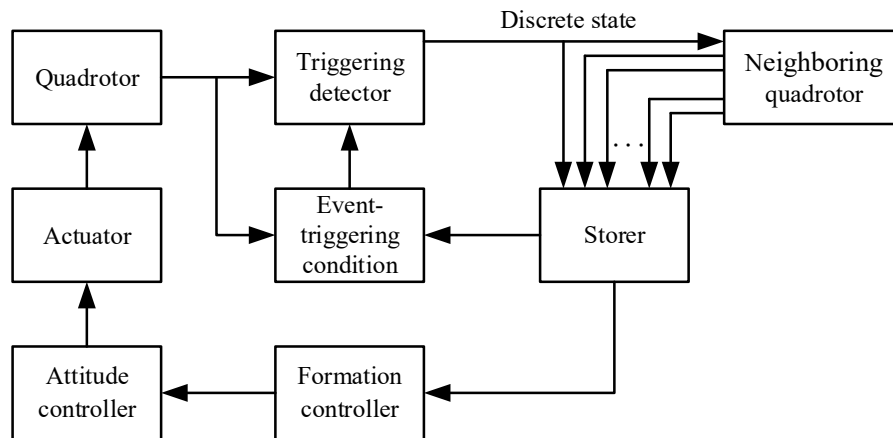 Discrete state
Quadrotor
Triggering
detector
Neighboring
quadrotor
. . .
Actuator
Event-
triggering
condition
Storer
Attitude
controller
Formation
controller